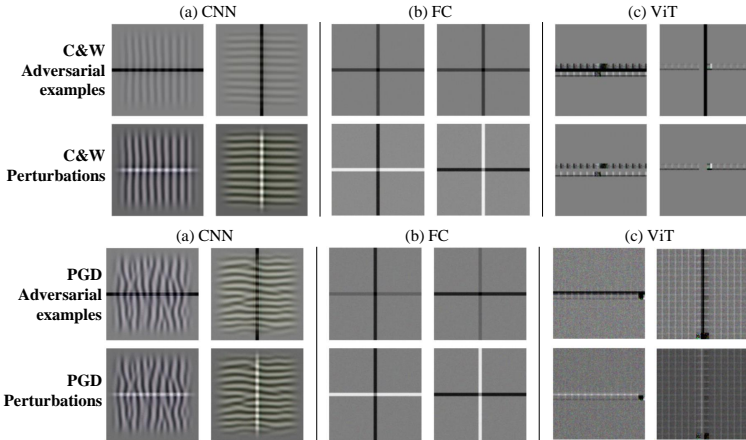 (a) CNN (b) FC (c) ViT
C&W
Adversarial
examples
C&W
Perturbations
(a) CNN (b) FC (c) ViT
PGD
Adversarial
examples
PGD
Perturbations